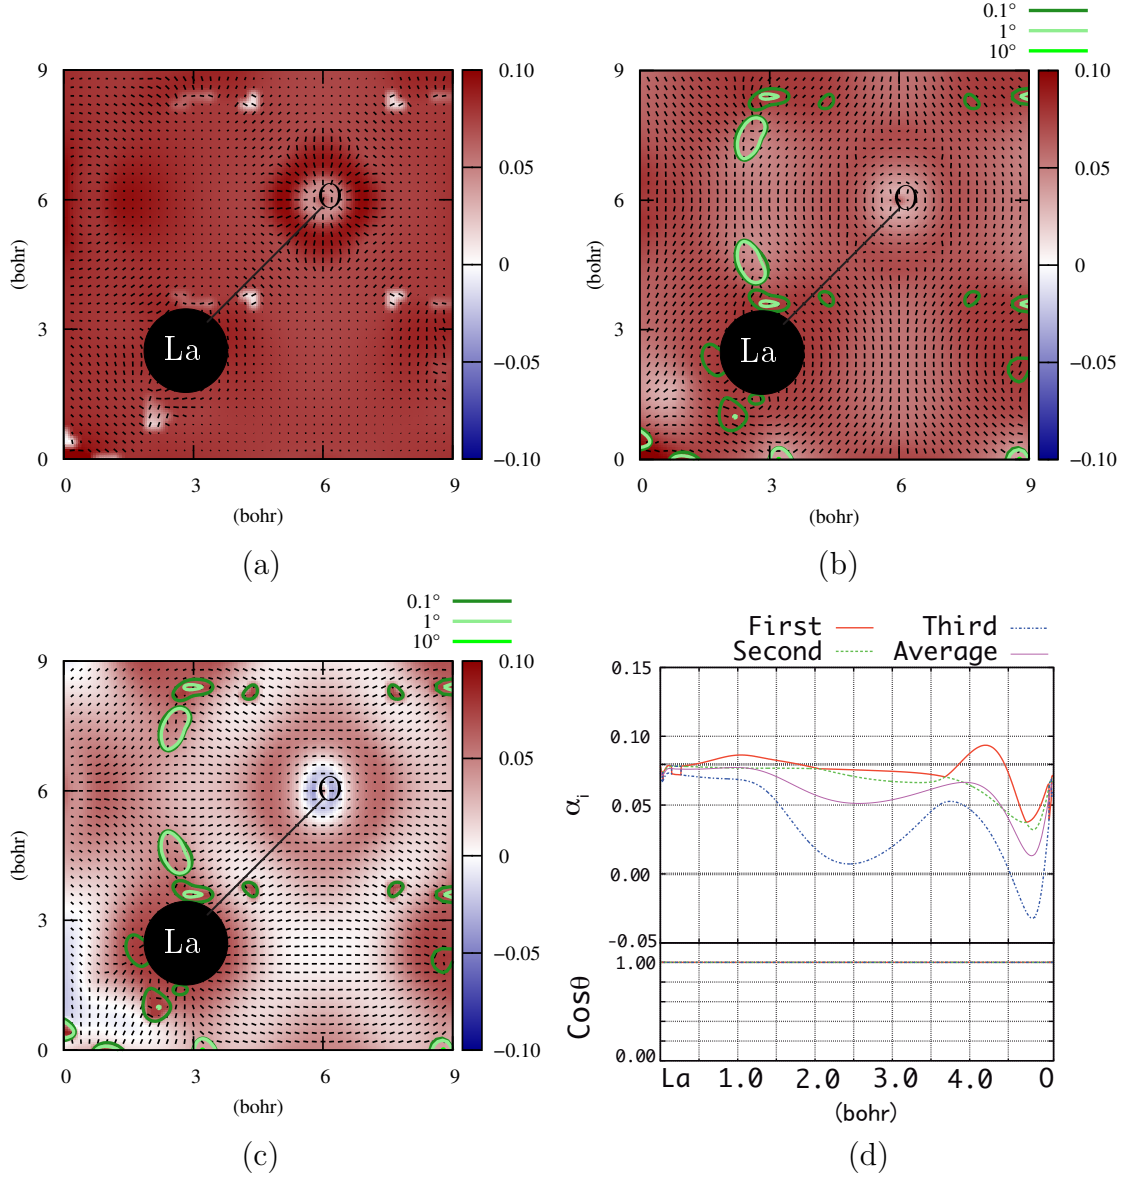 0.1°
1°
10°
9
6
3
0
0 3 6 9
(bohr)
(bohr)
O
La
0.10
0.05
0
−0.05
−0.10
(a)
9
6
3
0
0 3 6 9
(bohr)
(bohr)
O
La
0.10
0.05
0
−0.05
−0.10
(b)
0.1°
1°
10°
9
6
3
0
0 3 6 9
(bohr)
(bohr)
O
La
0.10
0.05
0
−0.05
−0.10
(c)
First Third
Second Average
0.15
0.10
0.05
0.00
-0.05
αi
1.00
0.00
Cosθ
La 1.0 2.0 3.0 4.0 O
(bohr)
(d)